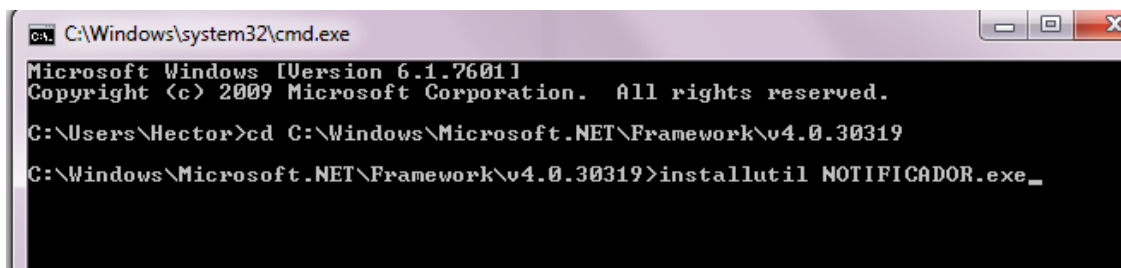 C:\Windows\system32\cmd.exe
Microsoft Windows [Version 6.1.7601]
Copyright (c) 2009 Microsoft Corporation.  All rights reserved.
C:\Users\Hector>cd C:\Windows\Microsoft.NET\Framework\v4.0.30319
C:\Windows\Microsoft.NET\Framework\v4.0.30319>installutil NOTIFICADOR.exe_